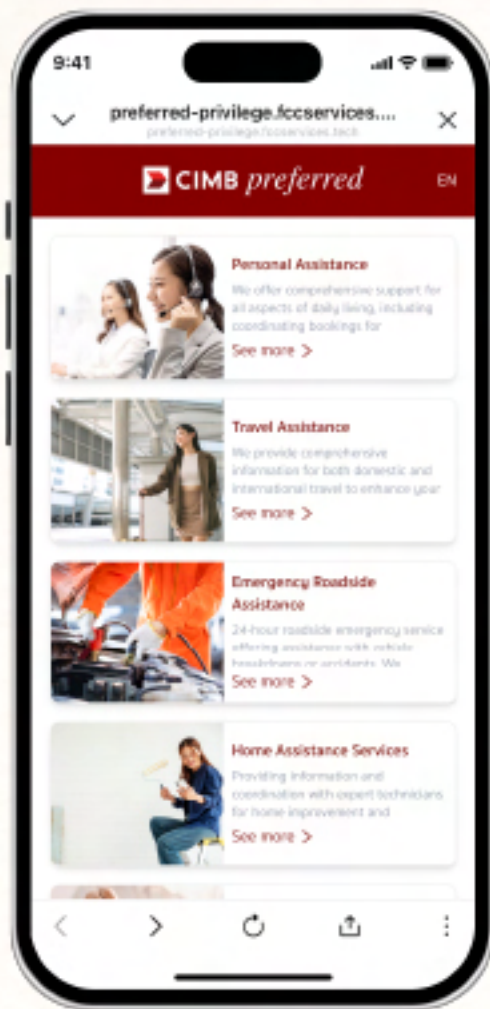 9:41
preferred-privilege.fccservices....
preferred-privilege.fccservices.tech
CIMB preferred
EN
Personal Assistance
We offer comprehensive support for
all aspects of daily living, including
coordinating bookings for
See more >
Travel Assistance
We provide comprehensive
information for both domestic and
international travel to enhance your
See more >
Emergency Roadside
Assistance
24-hour roadside emergency service
offering assistance with vehicle
breakdowns or accidents. We
See more >
Home Assistance Services
Providing information and
coordination with expert technicians
for home improvement and
See more >